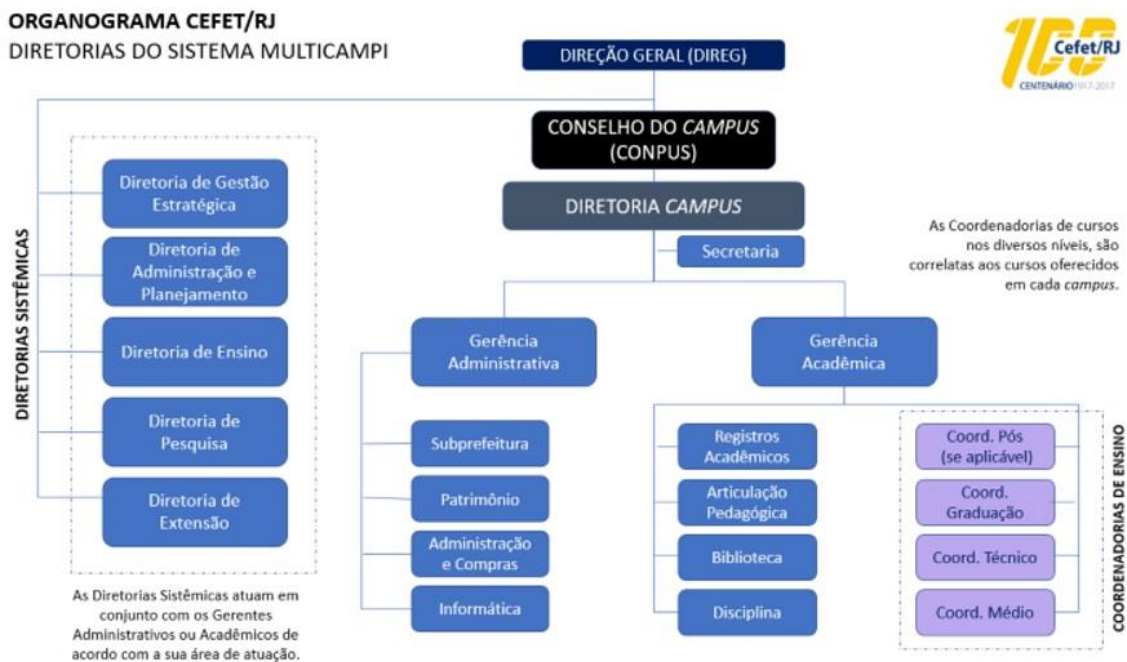 ORGANOGRAMA CEFET/RJ
DIRETORIAS DO SISTEMA MULTICAMPI
100
Cefet/RJ
CENTENÁRIO 1917-2017
DIREÇÃO GERAL (DIREG)
CONSELHO DO CAMPUS
(CONPUS)
DIRETORIA CAMPUS
Secretaria
As Coordenadorias de cursos
nos diversos níveis, são
correlatas aos cursos oferecidos
em cada campus.
DIRETORIAS SISTÊMICAS
Diretoria de Gestão
Estratégica
Diretoria de
Administração e
Planejamento
Diretoria de Ensino
Diretoria de
Pesquisa
Diretoria de
Extensão
As Diretorias Sistêmicas atuam em
conjunto com os Gerentes
Administrativos ou Acadêmicos de
acordo com a sua área de atuação.
Gerência
Administrativa
Subprefeitura
Patrimônio
Administração
e Compras
Informática
Gerência
Acadêmica
Registros
Acadêmicos
Articulação
Pedagógica
Biblioteca
Disciplina
Coord. Pós
(se aplicável)
Coord.
Graduação
Coord. Técnico
Coord. Médio
COORDENADORIAS DE ENSINO